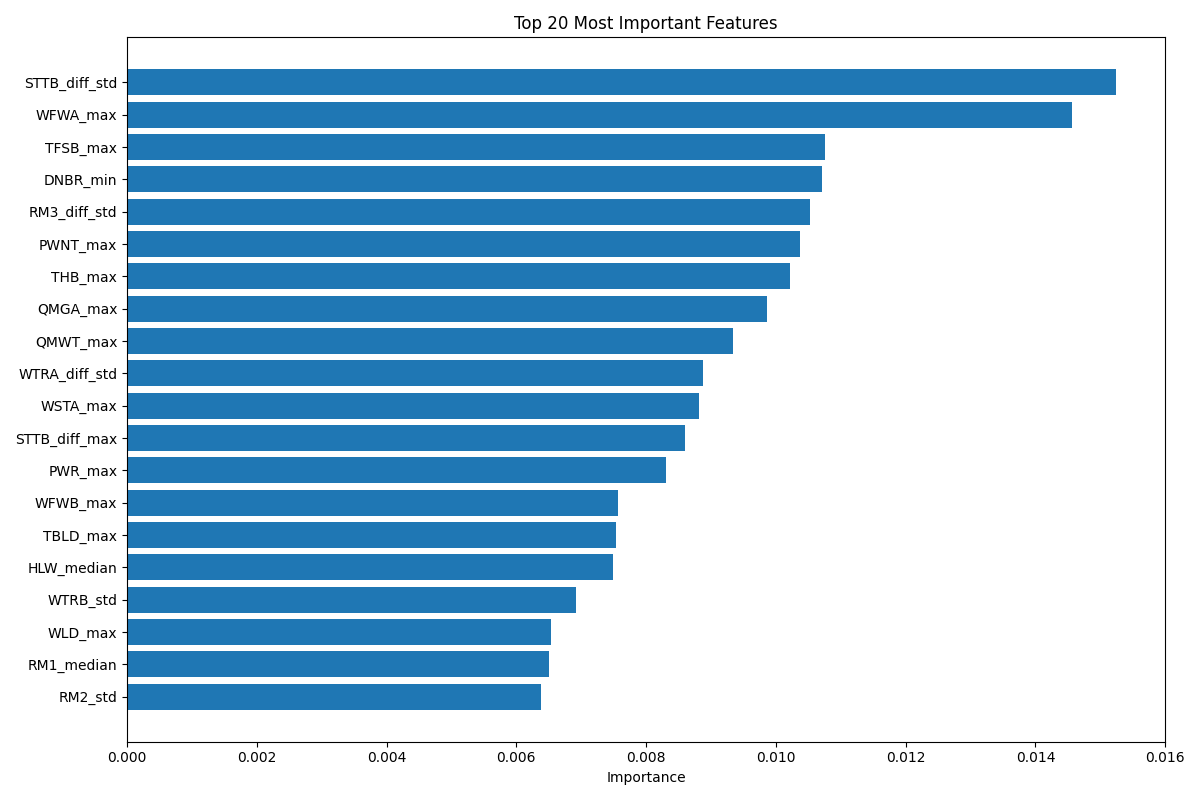 Top 20 Most Important Features
STTB_diff_std
WFWA_max
TFSB_max
DNBR_min
RM3_diff_std
PWNT_max
THB_max
QMGA_max
QMWT_max
WTRA_diff_std
WSTA_max
STTB_diff_max
PWR_max
WFWB_max
TBLD_max
HLW_median
WTRB_std
WLD_max
RM1_median
RM2_std
0.000 0.002 0.004 0.006 0.008 0.010 0.012 0.014 0.016
Importance